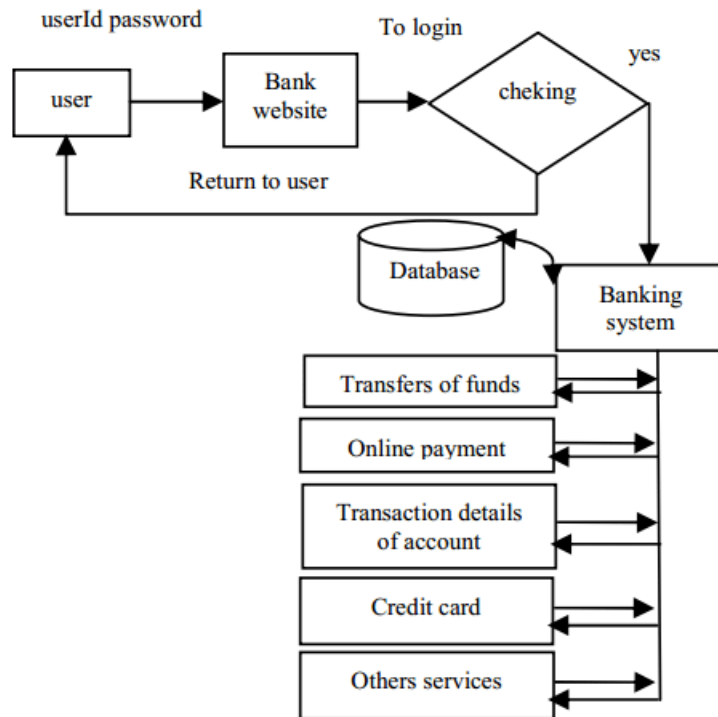 userId password
To login
yes
user
Bank
website
cheking
Return to user
Database
Banking
system
Transfers of funds
Online payment
Transaction details
of account
Credit card
Others services